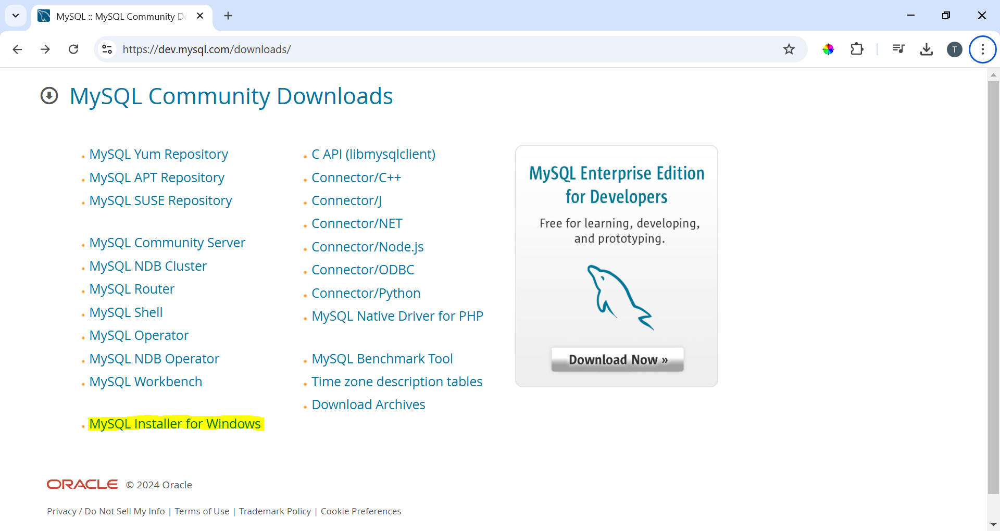 MySQL :: MySQL Community Do
https://dev.mysql.com/downloads/
T
MySQL Community Downloads
MySQL Yum Repository
MySQL APT Repository
MySQL SUSE Repository
MySQL Community Server
MySQL NDB Cluster
MySQL Router
MySQL Shell
MySQL Operator
MySQL NDB Operator
MySQL Workbench
MySQL Installer for Windows
C API (libmysqlclient)
Connector/C++
Connector/J
Connector/NET
Connector/Node.js
Connector/ODBC
Connector/Python
MySQL Native Driver for PHP
MySQL Benchmark Tool
Time zone description tables
Download Archives
MySQL Enterprise Edition
for Developers
Free for learning, developing,
and prototyping.
Download Now »
ORACLE © 2024 Oracle
Privacy / Do Not Sell My Info | Terms of Use | Trademark Policy | Cookie Preferences